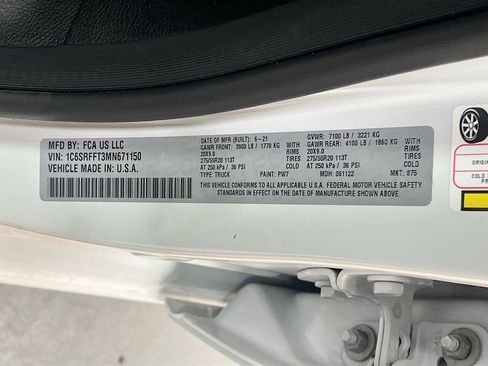 MFD BY: FCA US LLC
VIN: 1C6SRFFT3MN671150
VEHICLE MADE IN U.S.A.
DATE OF MFR (BUILT): 6-21 GVWR: 7100 LB / 3221 KG
GAWR FRONT: 3900 LB / 1770 KG WITH GAWR REAR: 4100 LB / 1860 KG WITH
20X9.0 RIMS 20X9.0 RIMS
275/55R20 113T TIRES 275/55R20 113T TIRES
AT 250 kPa / 36 PSI COLD AT 250 kPa / 36 PSI COLD
TYPE: TRUCK PAINT: PW7 MDH: 061122 MKT: 875
CONFORMS TO ALL APPLICABLE U.S.A. FEDERAL MOTOR VEHICLE SAFETY
STANDARDS IN EFFECT ON THE DATE OF MANUFACTURE SHOWN ABOVE.
ORIGIN
COLD